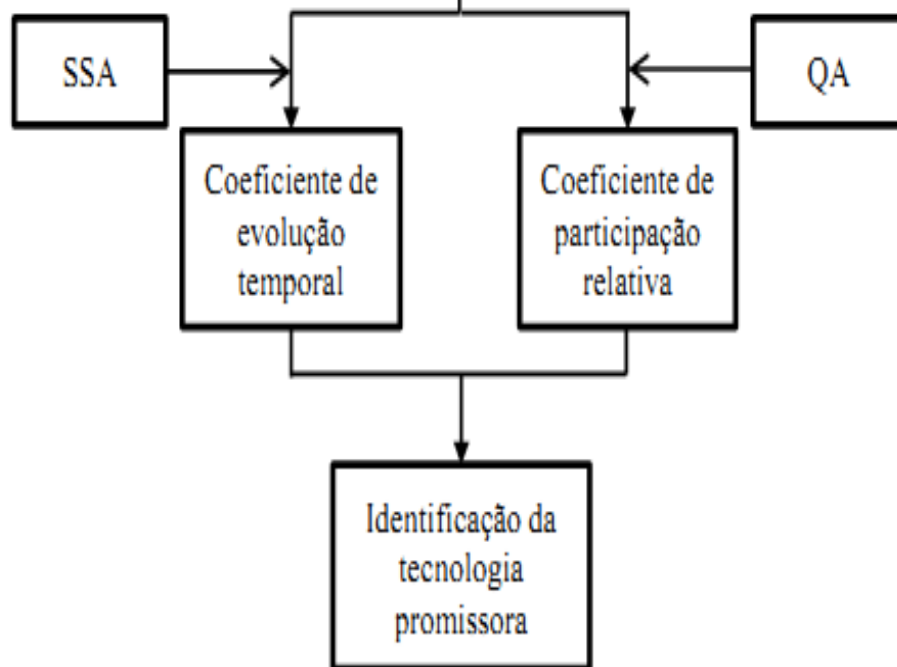 SSA
QA
Coeficiente de
evolução
temporal
Coeficiente de
participação
relativa
Identificação da
tecnologia
promissora